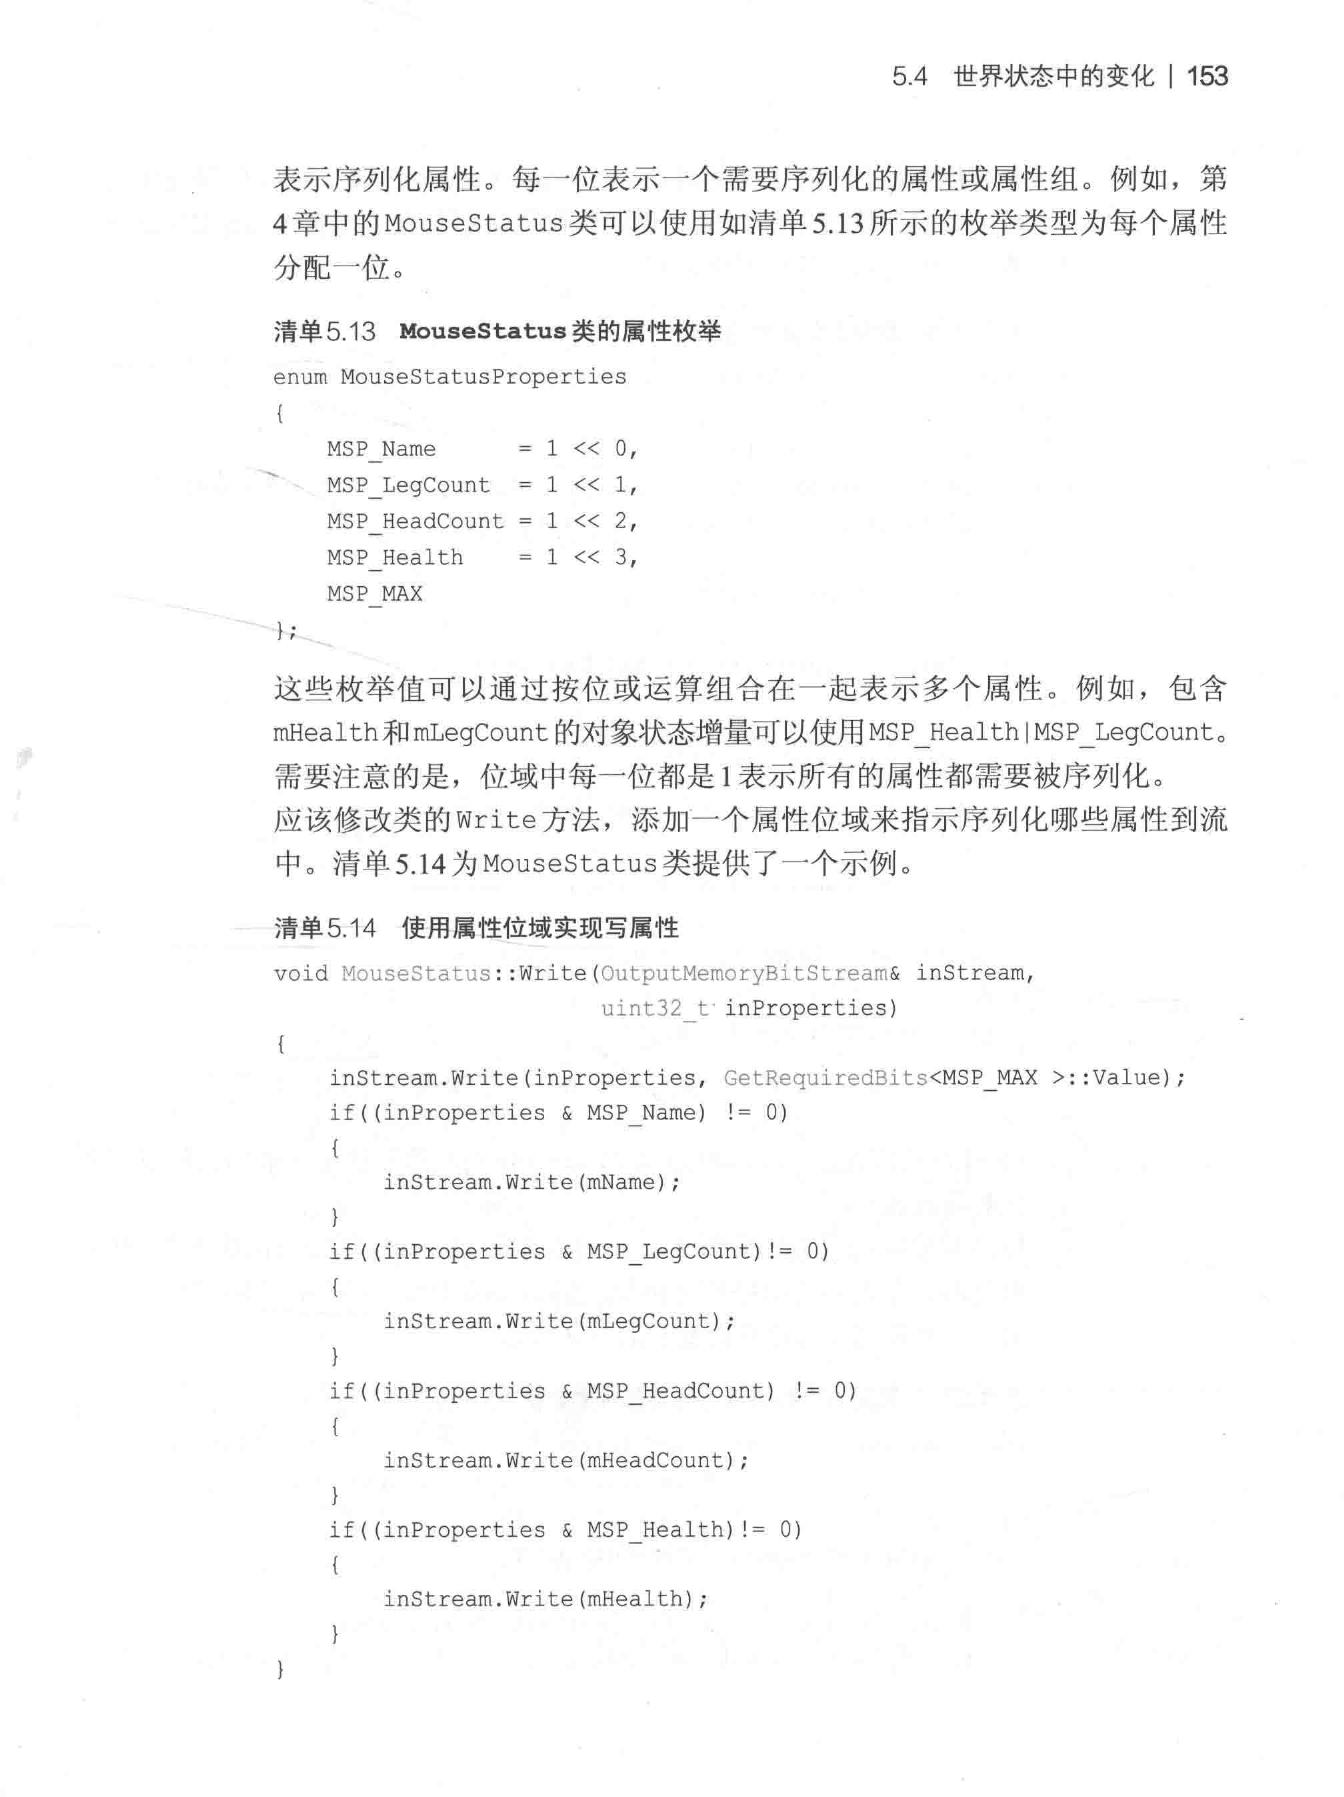 5.4 世界状态中的变化 | 153
表示序列化属性。每一位表示一个需要序列化的属性或属性组。例如，第
4章中的MouseStatus类可以使用如清单5.13所示的枚举类型为每个属性
分配一位。
清单5.13 MouseStatus类的属性枚举
enum MouseStatusProperties
{
    MSP_Name      = 1 << 0,
    MSP_LegCount  = 1 << 1,
    MSP_HeadCount = 1 << 2,
    MSP_Health    = 1 << 3,
    MSP_MAX
};
这些枚举值可以通过按位或运算组合在一起表示多个属性。例如，包含
mHealth和mLegCount的对象状态增量可以使用MSP_Health|MSP_LegCount。
需要注意的是，位域中每一位都是1表示所有的属性都需要被序列化。
应该修改类的Write方法，添加一个属性位域来指示序列化哪些属性到流
中。清单5.14为MouseStatus类提供了一个示例。
清单5.14 使用属性位域实现写属性
void MouseStatus::Write(OutputMemoryBitStream& inStream,
                        uint32_t inProperties)
{
    inStream.Write(inProperties, GetRequiredBits<MSP_MAX >::Value);
    if((inProperties & MSP_Name) != 0)
    {
        inStream.Write(mName);
    }
    if((inProperties & MSP_LegCount)!= 0)
    {
        inStream.Write(mLegCount);
    }
    if((inProperties & MSP_HeadCount) != 0)
    {
        inStream.Write(mHeadCount);
    }
    if((inProperties & MSP_Health)!= 0)
    {
        inStream.Write(mHealth);
    }
}